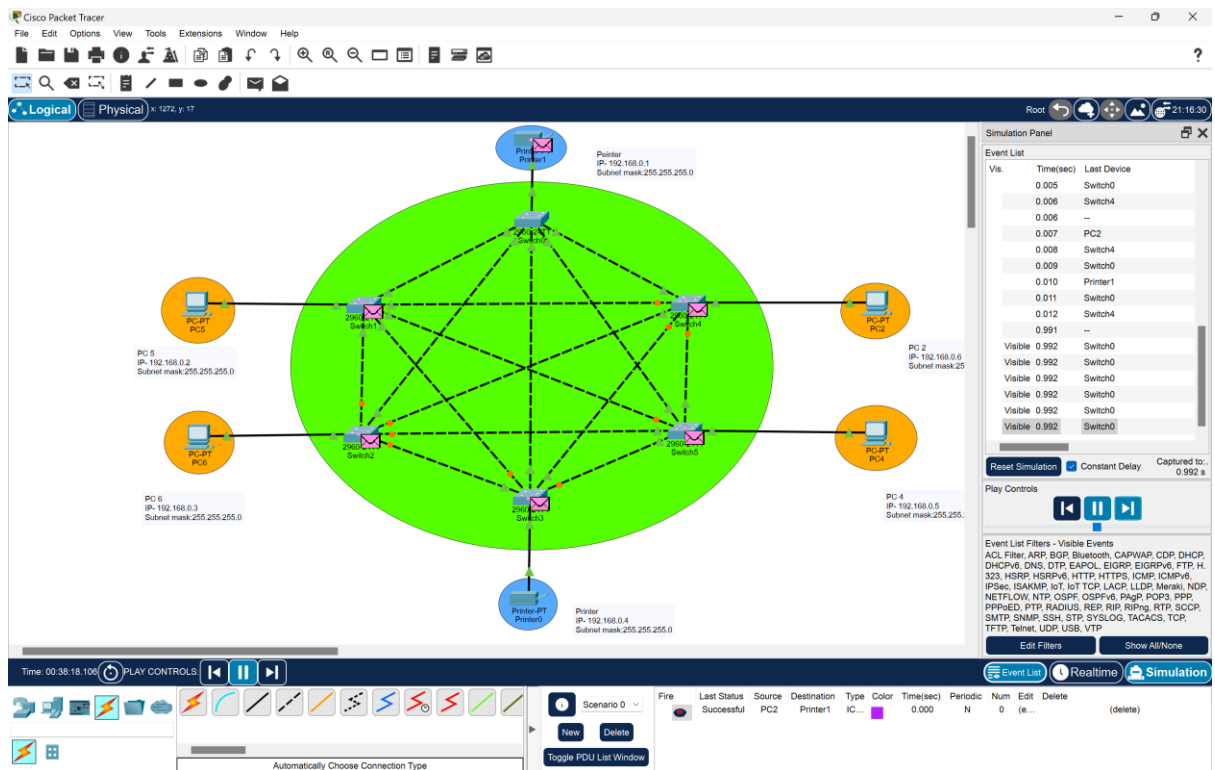 Cisco Packet Tracer
File Edit Options View Tools Extensions Window Help
Logical Physical x: 1272, y: 17
Root 21:16:30
Printer1
Peinter
IP- 192.168.0.1
Subnet mask:255.255.255.0
Switch0
PC-PT
PC5
PC 5
IP- 192.168.0.2
Subnet mask:255.255.255.0
Switch1
Switch4
PC-PT
PC2
PC 2
IP- 192.168.0.6
Subnet mask:25
PC-PT
PC6
PC 6
IP- 192.168.0.3
Subnet mask:255.255.255.0
Switch2
Switch5
PC-PT
PC4
PC 4
IP- 192.168.0.5
Subnet mask:255.255.
Switch3
Printer-PT
Printer0
Printer
IP- 192.168.0.4
Subnet mask:255.255.255.0
Simulation Panel
Event List
Vis. Time(sec) Last Device
0.005 Switch0
0.006 Switch4
0.006 --
0.007 PC2
0.008 Switch4
0.009 Switch0
0.010 Printer1
0.011 Switch0
0.012 Switch4
0.991 --
Visible 0.992 Switch0
Visible 0.992 Switch0
Visible 0.992 Switch0
Visible 0.992 Switch0
Visible 0.992 Switch0
Visible 0.992 Switch0
Reset Simulation Constant Delay Captured to:.
0.992 s
Play Controls
Event List Filters - Visible Events
ACL Filter, ARP, BGP, Bluetooth, CAPWAP, CDP, DHCP,
DHCPv6, DNS, DTP, EAPOL, EIGRP, EIGRPv6, FTP, H.
323, HSRP, HSRPv6, HTTP, HTTPS, ICMP, ICMPv6,
IPSec, ISAKMP, IoT, IoT TCP, LACP, LLDP, Meraki, NDP,
NETFLOW, NTP, OSPF, OSPFv6, PAgP, POP3, PPP,
PPPoED, PTP, RADIUS, REP, RIP, RIPng, RTP, SCCP,
SMTP, SNMP, SSH, STP, SYSLOG, TACACS, TCP,
TFTP, Telnet, UDP, USB, VTP
Edit Filters Show All/None
Time: 00:38:18.106 PLAY CONTROLS: Event List Realtime Simulation
Scenario 0
New Delete
Toggle PDU List Window
Fire Last Status Source Destination Type Color Time(sec) Periodic Num Edit Delete
Successful PC2 Printer1 IC... 0.000 N 0 (e... (delete)
Automatically Choose Connection Type